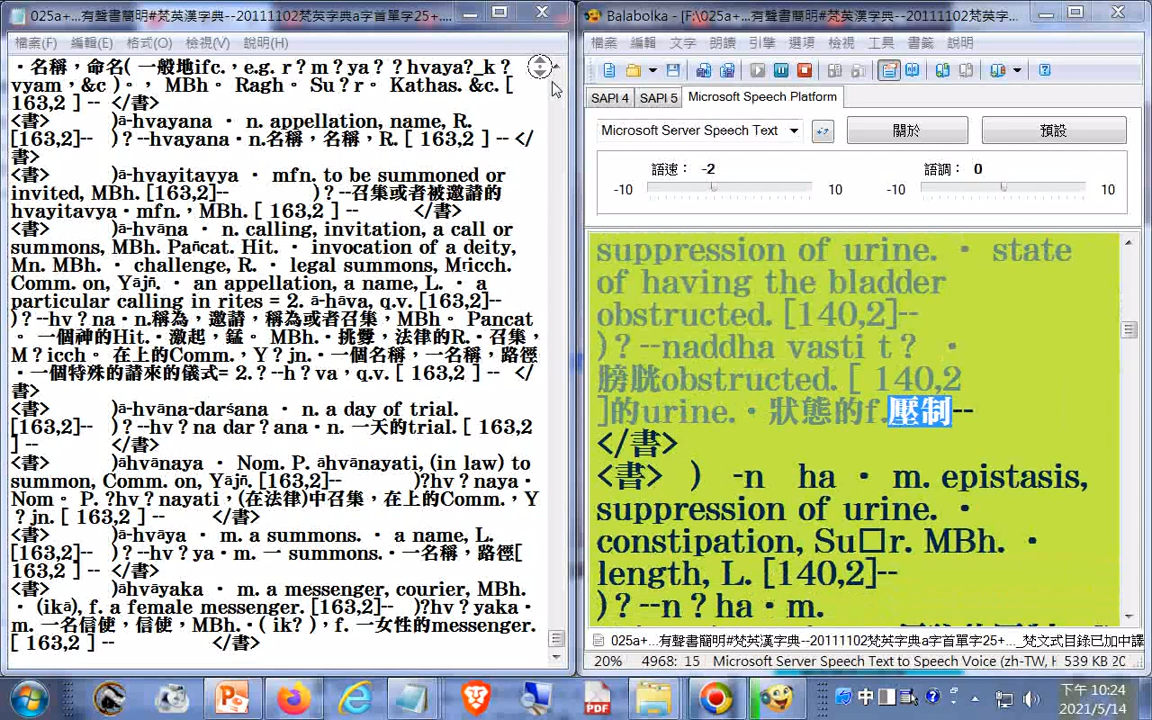 025a+...有聲書簡明#梵英漢字典--20111102梵英字典a字首單字25+...
檔案(F) 編輯(E) 格式(O) 檢視(V) 說明(H)
‧名稱，命名( 一般地ifc.，e.g. r？m？ya？？hvaya?_k？
vyam，&c )。， MBh。 Ragh。 Su？r。 Kathas. &c. [
163,2 ] -- </書>
<書> )ā-hvayana ‧ n. appellation, name, R.
[163,2]-- )？--hvayana‧n.名稱，名稱，R. [ 163,2 ] -- </
書>
<書> )ā-hvayitavya ‧ mfn. to be summoned or
invited, MBh. [163,2]-- )？--召集或者被邀請的
hvayitavya‧mfn.，MBh. [ 163,2 ] -- </書>
<書> )ā-hvāna ‧ n. calling, invitation, a call or
summons, MBh. Pañcat. Hit. ‧ invocation of a deity,
Mn. MBh. ‧ challenge, R. ‧ legal summons, Mṛicch.
Comm. on, Yājñ. ‧ an appellation, a name, L. ‧ a
particular calling in rites = 2. ā-hāva, q.v. [163,2]--
)？--hv？na‧n.稱為，邀請，稱為或者召集，MBh。 Pancat
。‧一個神的Hit.‧激起，錳。 MBh.‧挑釁，法律的R.‧召集，
M？icch。 在上的Comm.，Y？jn.‧一個名稱，一名稱，路徑
‧一個特殊的請來的儀式= 2.？--h？va，q.v. [ 163,2 ] -- </
書>
<書> )ā-hvāna-darśana ‧ n. a day of trial.
[163,2]-- )？--hv？na dar？ana‧n. 一天的trial. [ 163,2
] -- </書>
<書> )āhvānaya ‧ Nom. P. āhvānayati, (in law) to
summon, Comm. on, Yājñ. [163,2]-- )?hv？naya‧
Nom。 P. ?hv？nayati，(在法律)中召集，在上的Comm.，Y
？jn. [ 163,2 ] -- </書>
<書> )āhvāya ‧ m. a summons. ‧ a name, L.
[163,2]-- )？--hv？ya‧m. 一 summons.‧一名稱，路徑[
163,2 ] -- </書>
<書> )āhvāyaka ‧ m. a messenger, courier, MBh.
‧ (ikā), f. a female messenger. [163,2]-- )?hv？yaka‧
m. 一名信使，信使，MBh.‧( ik？)，f. 一女性的messenger.
[ 163,2 ] -- </書>
Balabolka - [F:\025a+...有聲書簡明#梵英漢字典--20111102梵英字...
檔案 編輯 文字 朗讀 引擎 選項 檢視 工具 書籤 說明
SAPI 4 SAPI 5 Microsoft Speech Platform
Microsoft Server Speech Text 關於 預設
語速： -2 語調： 0
-10 10 -10 10
suppression of urine. ‧ state
of having the bladder
obstructed. [140,2]--
)？--naddha vasti t？ ‧
膀胱obstructed. [ 140,2
]的urine.‧狀態的f.壓制--
</書>
<書> ) -n ha ‧ m. epistasis,
suppression of urine. ‧
constipation, Su□r. MBh. ‧
length, L. [140,2]--
)？--n？ha‧m.
025a+...有聲書簡明#梵英漢字典--20111102梵英字典a字首單字25+..._梵文式目錄已加中譯
20% 4968: 15 Microsoft Server Speech Text to Speech Voice (zh-TW, H 539 KB 20
中
下午 10:24
2021/5/14